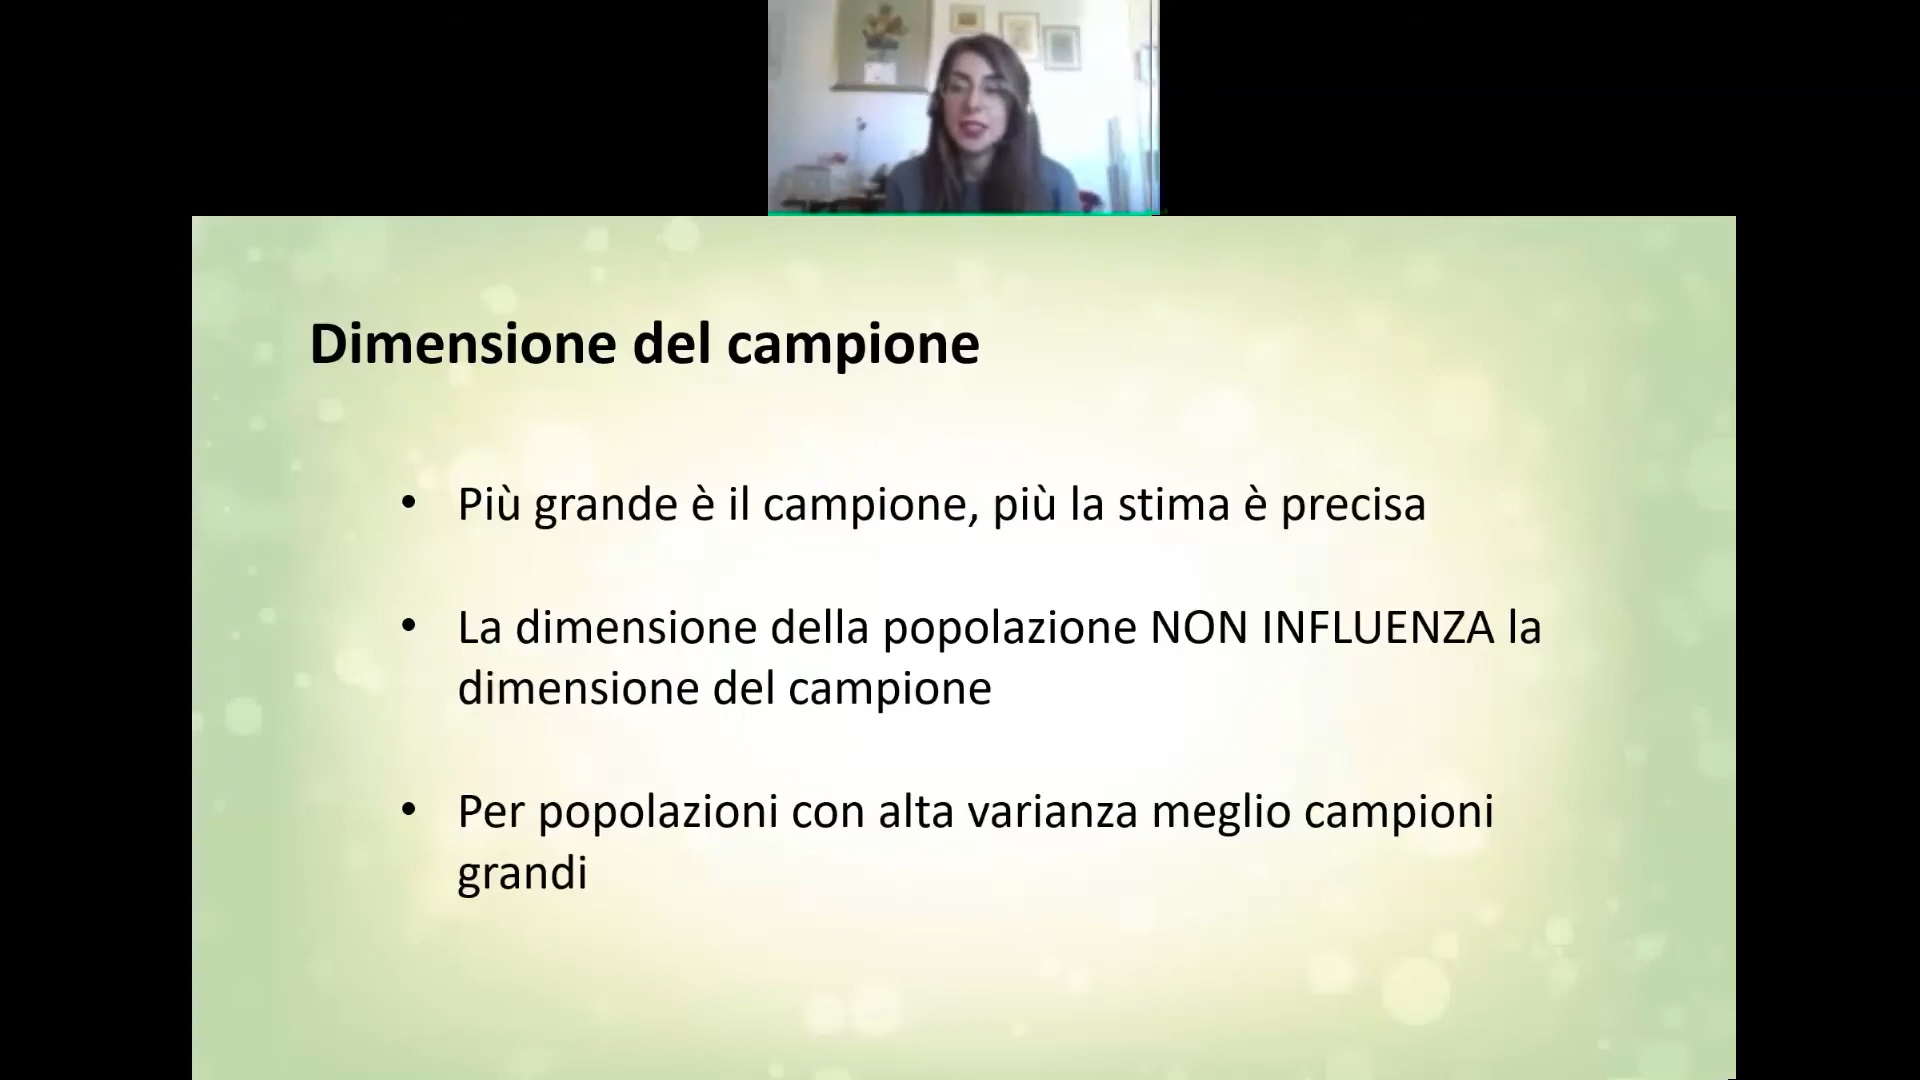 Dimensione del campione
• Più grande è il campione, più la stima è precisa
• La dimensione della popolazione NON INFLUENZA la
dimensione del campione
• Per popolazioni con alta varianza meglio campioni
grandi